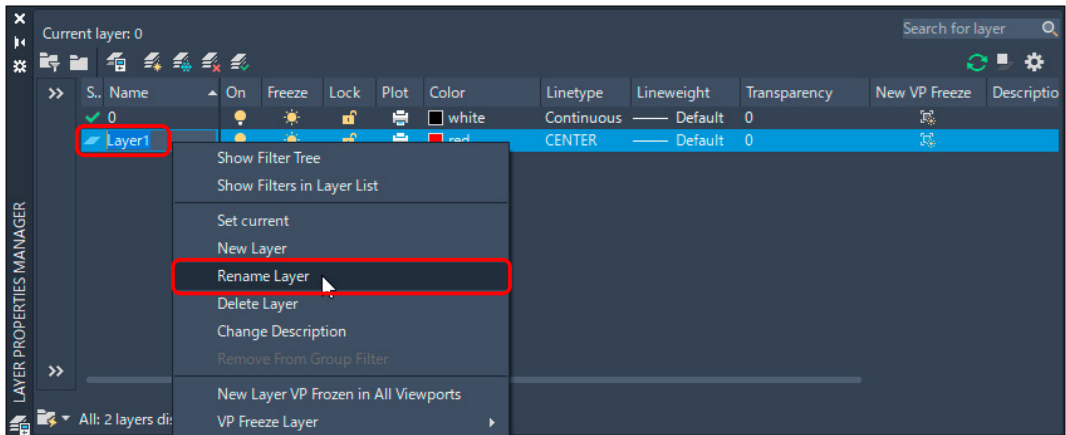 Current layer: 0
Search for layer
S.. Name On Freeze Lock Plot Color Linetype Lineweight Transparency New VP Freeze Descriptio
0 white Continuous Default 0
Layer1 red CENTER Default 0
Show Filter Tree
Show Filters in Layer List
Set current
New Layer
Rename Layer
Delete Layer
Change Description
Remove From Group Filter
New Layer VP Frozen in All Viewports
VP Freeze Layer
All: 2 layers dis
LAYER PROPERTIES MANAGER